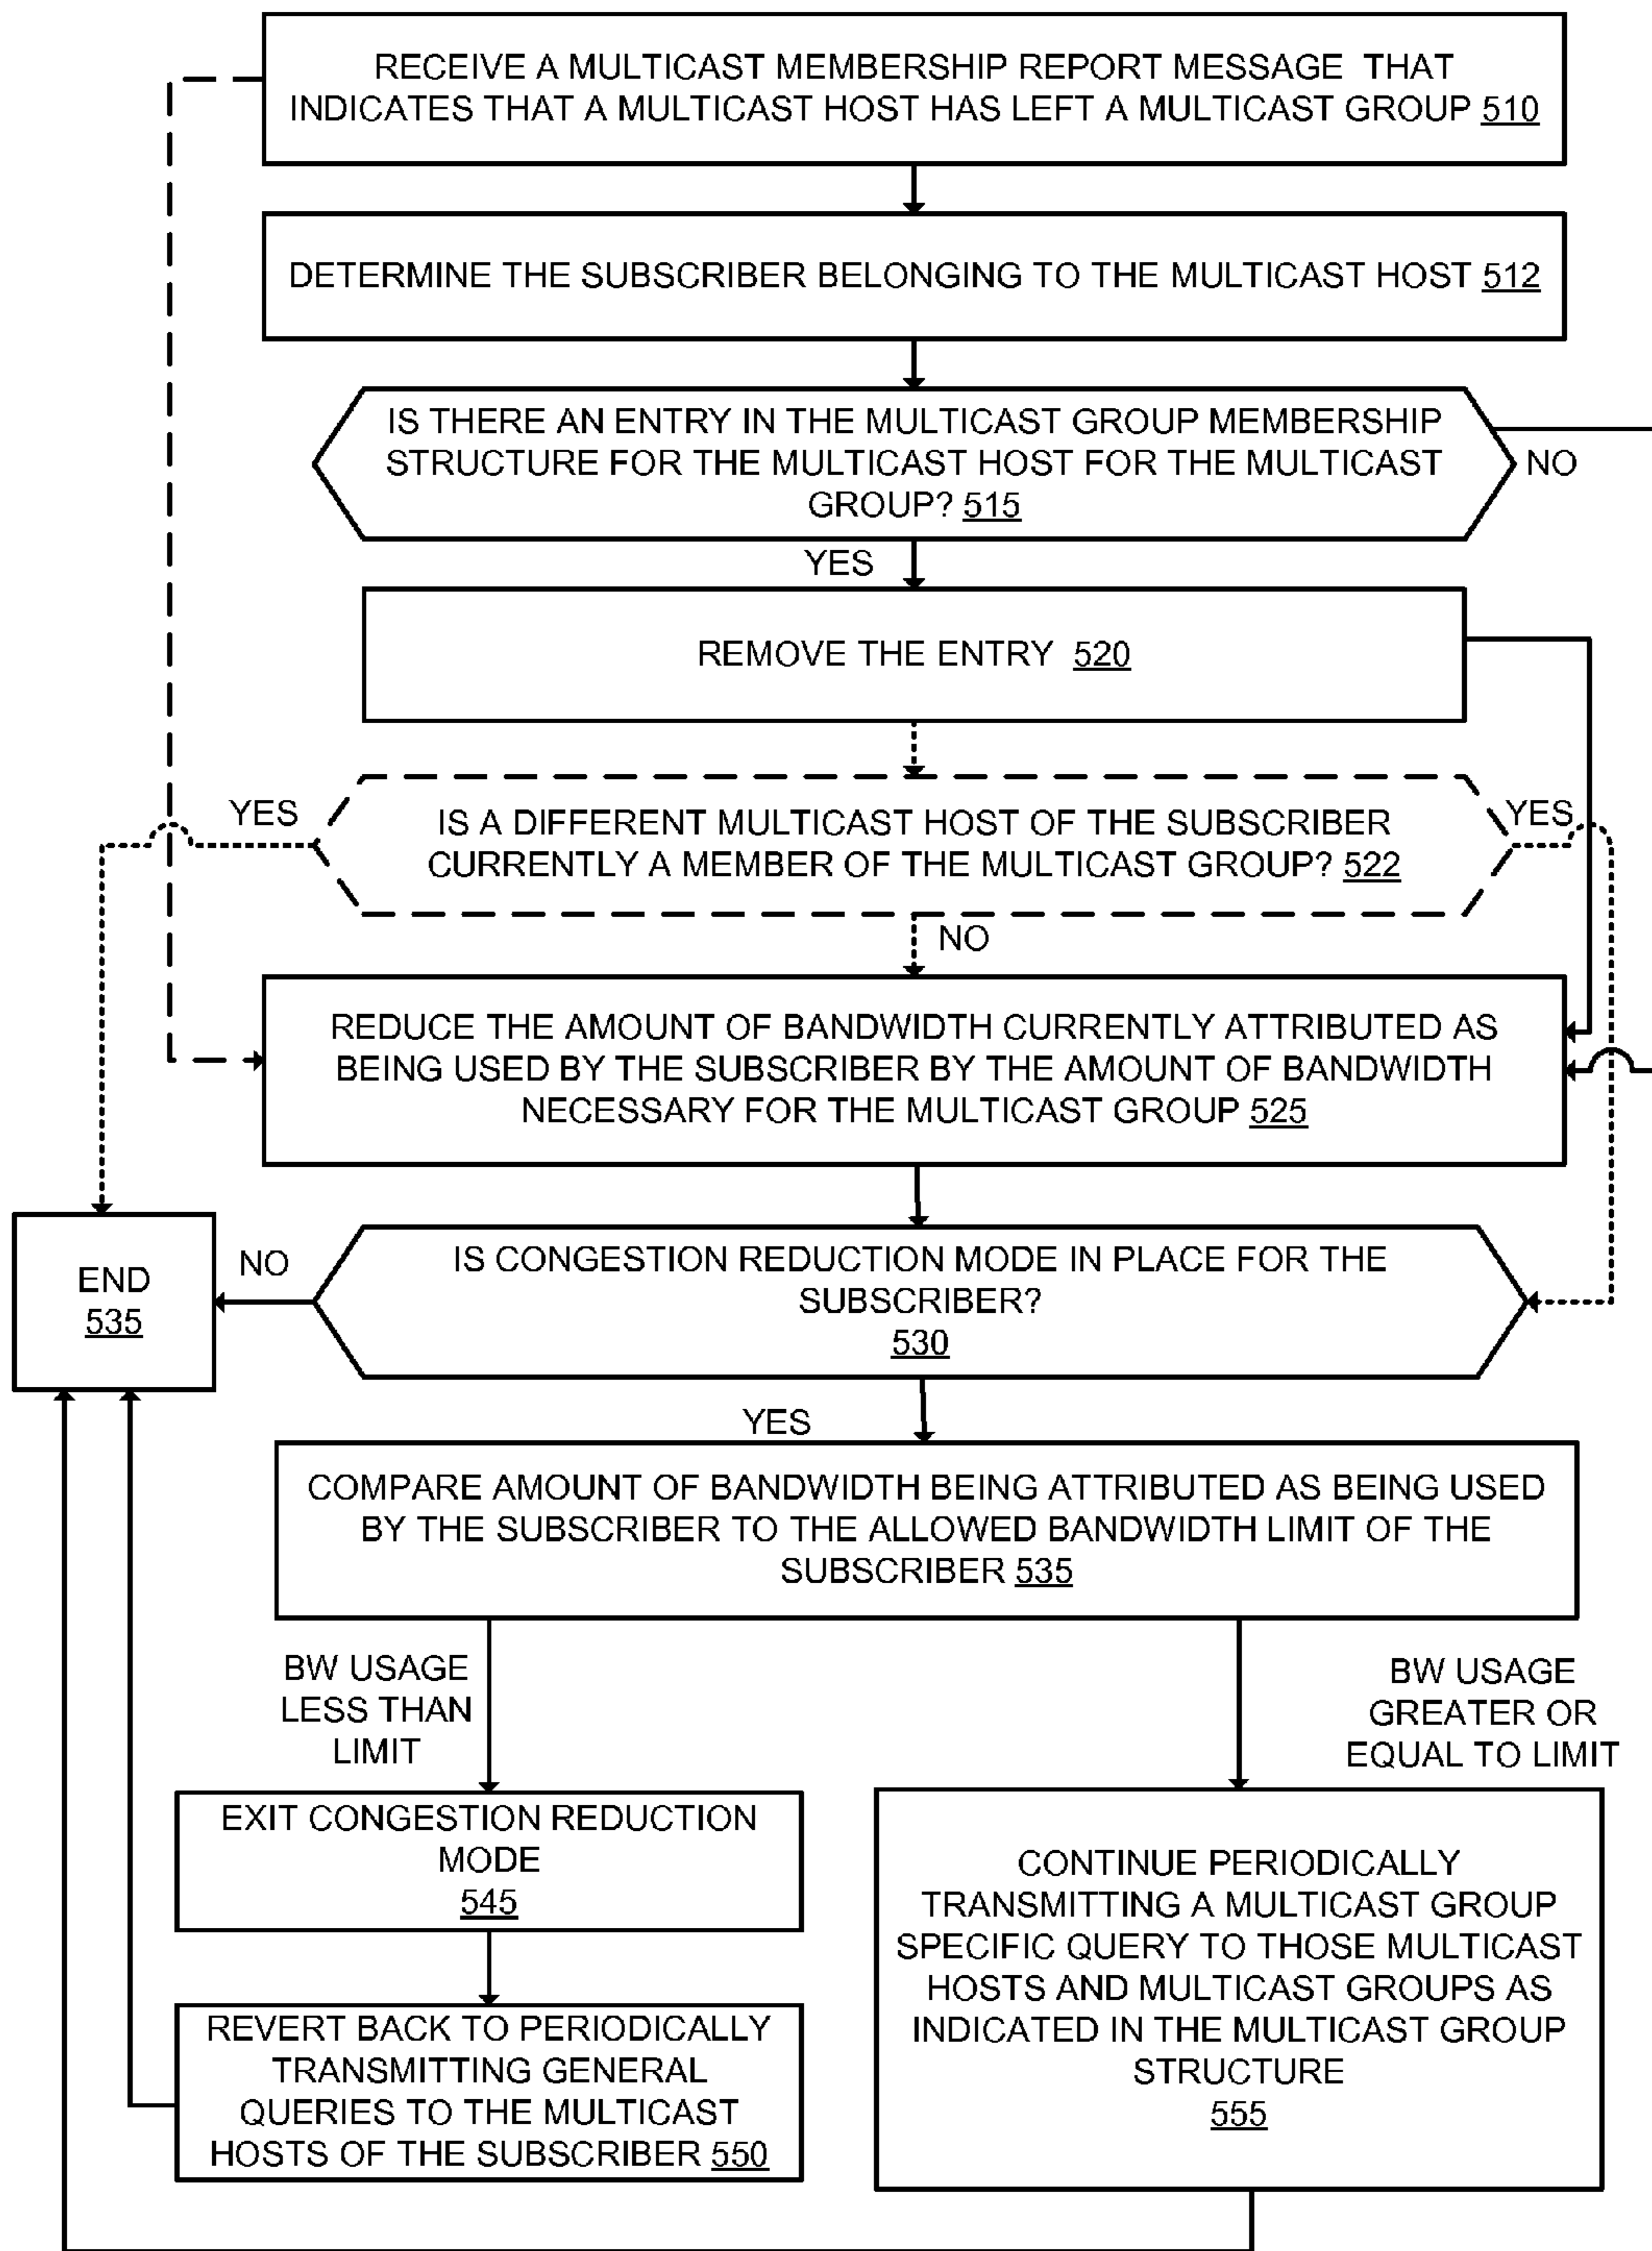 RECEIVE A MULTICAST MEMBERSHIP REPORT MESSAGE THAT
INDICATES THAT A MULTICAST HOST HAS LEFT A MULTICAST GROUP 510
DETERMINE THE SUBSCRIBER BELONGING TO THE MULTICAST HOST 512
IS THERE AN ENTRY IN THE MULTICAST GROUP MEMBERSHIP
STRUCTURE FOR THE MULTICAST HOST FOR THE MULTICAST
GROUP? 515
NO
YES
REMOVE THE ENTRY 520
YES
IS A DIFFERENT MULTICAST HOST OF THE SUBSCRIBER
CURRENTLY A MEMBER OF THE MULTICAST GROUP? 522
YES
NO
REDUCE THE AMOUNT OF BANDWIDTH CURRENTLY ATTRIBUTED AS
BEING USED BY THE SUBSCRIBER BY THE AMOUNT OF BANDWIDTH
NECESSARY FOR THE MULTICAST GROUP 525
END
535
NO
IS CONGESTION REDUCTION MODE IN PLACE FOR THE
SUBSCRIBER?
530
YES
COMPARE AMOUNT OF BANDWIDTH BEING ATTRIBUTED AS BEING USED
BY THE SUBSCRIBER TO THE ALLOWED BANDWIDTH LIMIT OF THE
SUBSCRIBER 535
BW USAGE
LESS THAN
LIMIT
BW USAGE
GREATER OR
EQUAL TO LIMIT
EXIT CONGESTION REDUCTION
MODE
545
REVERT BACK TO PERIODICALLY
TRANSMITTING GENERAL
QUERIES TO THE MULTICAST
HOSTS OF THE SUBSCRIBER 550
CONTINUE PERIODICALLY
TRANSMITTING A MULTICAST GROUP
SPECIFIC QUERY TO THOSE MULTICAST
HOSTS AND MULTICAST GROUPS AS
INDICATED IN THE MULTICAST GROUP
STRUCTURE
555